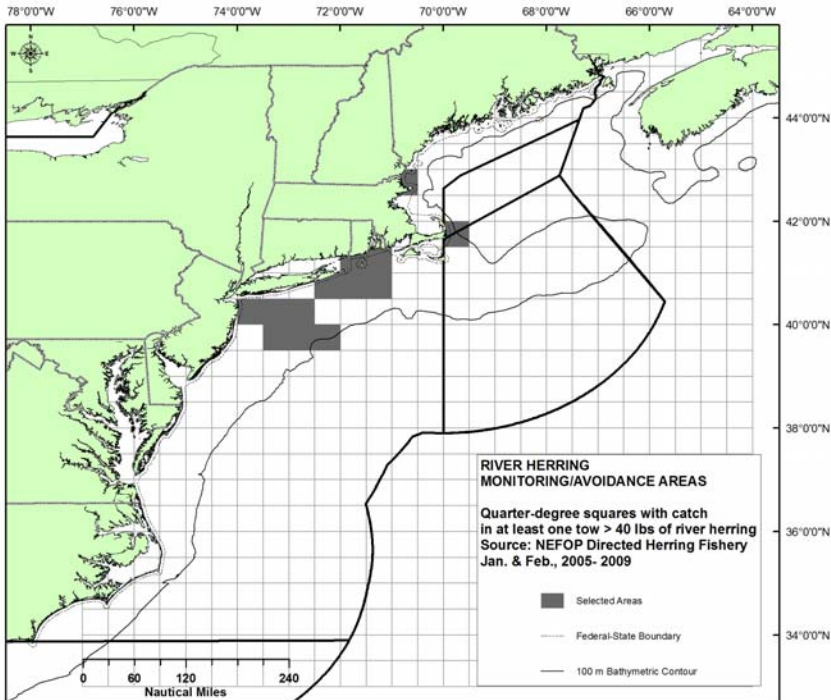 78°0'0"W 76°0'0"W 74°0'0"W 72°0'0"W 70°0'0"W 68°0'0"W 66°0'0"W 64°0'0"W
N
W E
S
44°0'0"N
42°0'0"N
40°0'0"N
38°0'0"N
36°0'0"N
34°0'0"N
RIVER HERRING
MONITORING/AVOIDANCE AREAS
Quarter-degree squares with catch
in at least one tow > 40 lbs of river herring
Source: NEFOP Directed Herring Fishery
Jan. & Feb., 2005- 2009
Selected Areas
Federal-State Boundary
100 m Bathymetric Contour
0 60 120 240
Nautical Miles